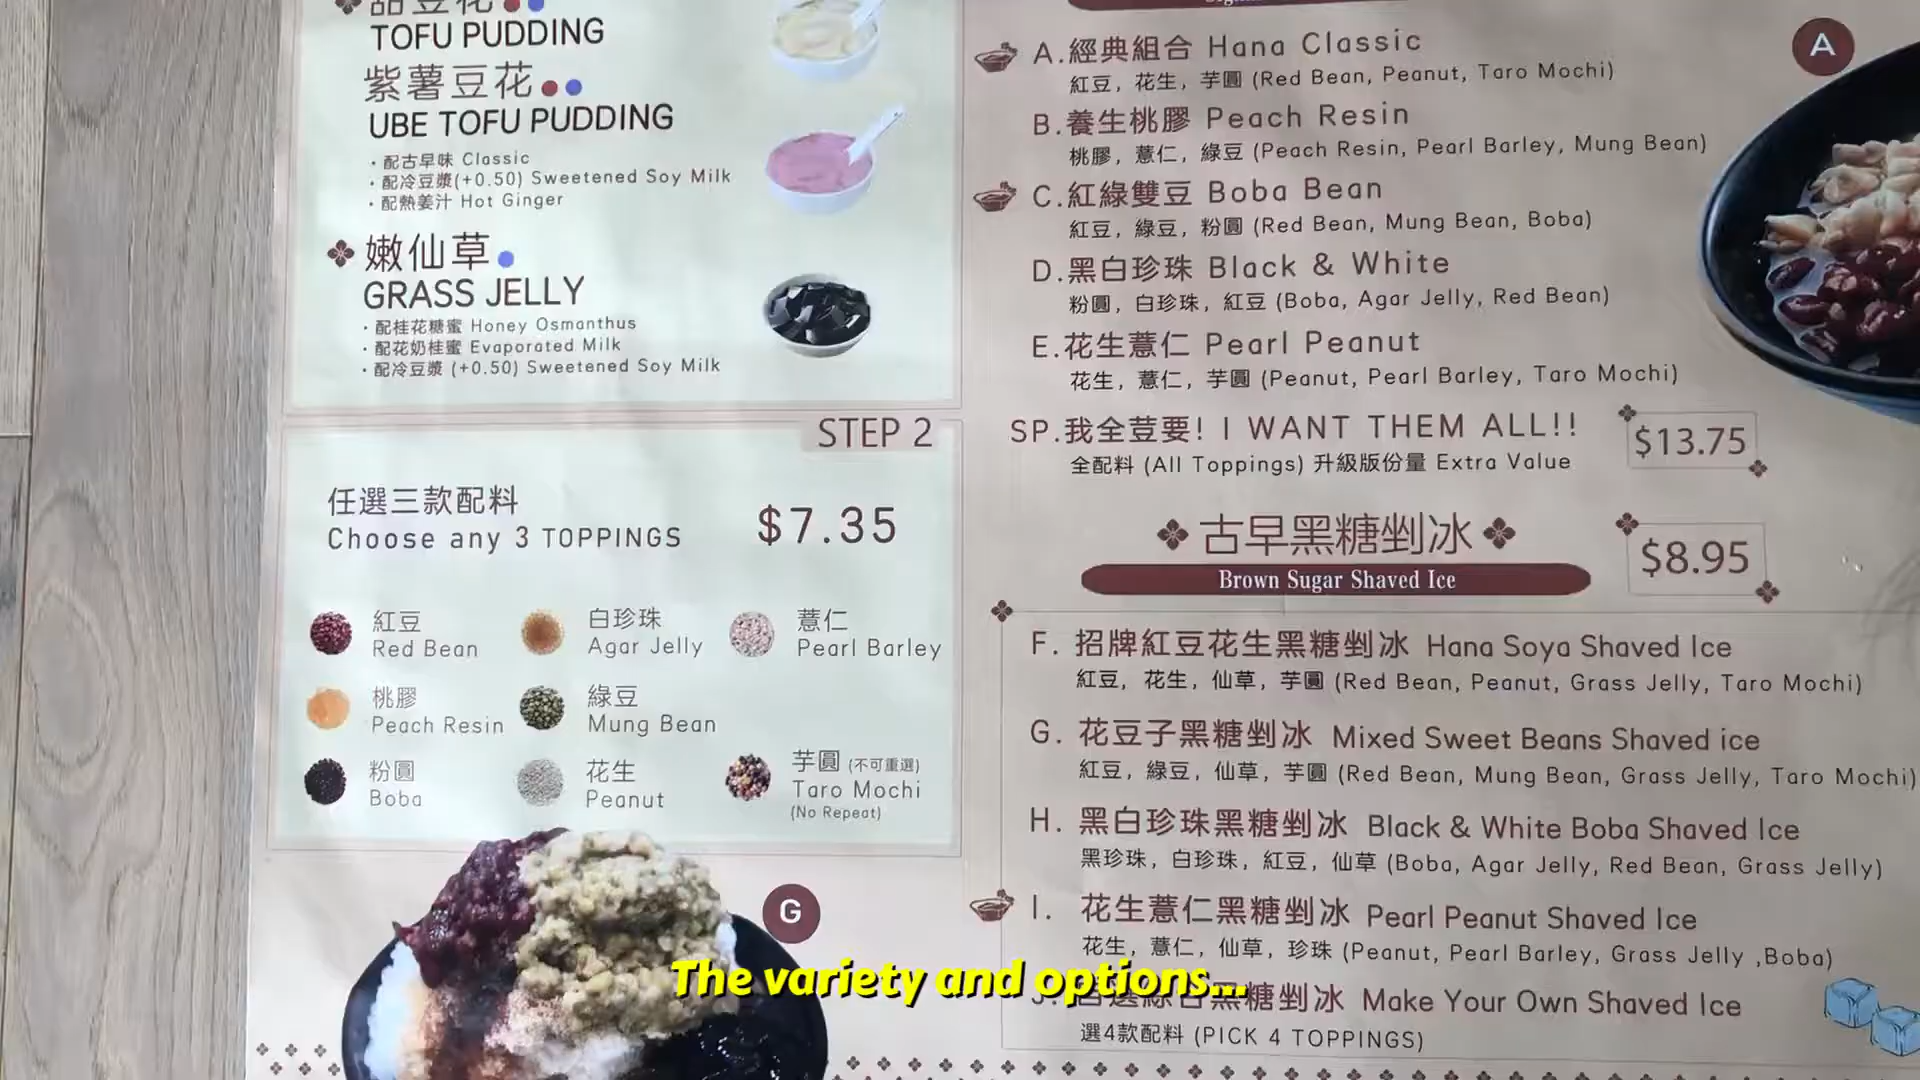 甜豆花
TOFU PUDDING
紫薯豆花
UBE TOFU PUDDING
· 配古早味 Classic
· 配冷豆漿(+0.50) Sweetened Soy Milk
· 配熱姜汁 Hot Ginger
嫩仙草
GRASS JELLY
· 配桂花糖蜜 Honey Osmanthus
· 配花奶桂蜜 Evaporated Milk
· 配冷豆漿 (+0.50) Sweetened Soy Milk
STEP 2
任選三款配料
Choose any 3 TOPPINGS
$7.35
紅豆
Red Bean
白珍珠
Agar Jelly
薏仁
Pearl Barley
桃膠
Peach Resin
綠豆
Mung Bean
粉圓
Boba
花生
Peanut
芋圓 (不可重選)
Taro Mochi
(No Repeat)
G
A
A.經典組合 Hana Classic
紅豆, 花生, 芋圓 (Red Bean, Peanut, Taro Mochi)
B.養生桃膠 Peach Resin
桃膠, 薏仁, 綠豆 (Peach Resin, Pearl Barley, Mung Bean)
C.紅綠雙豆 Boba Bean
紅豆, 綠豆, 粉圓 (Red Bean, Mung Bean, Boba)
D.黑白珍珠 Black & White
粉圓, 白珍珠, 紅豆 (Boba, Agar Jelly, Red Bean)
E.花生薏仁 Pearl Peanut
花生, 薏仁, 芋圓 (Peanut, Pearl Barley, Taro Mochi)
SP.我全荳要! I WANT THEM ALL!!
全配料 (All Toppings) 升級版份量 Extra Value
$13.75
古早黑糖剉冰
Brown Sugar Shaved Ice
$8.95
F. 招牌紅豆花生黑糖剉冰 Hana Soya Shaved Ice
紅豆, 花生, 仙草, 芋圓 (Red Bean, Peanut, Grass Jelly, Taro Mochi)
G. 花豆子黑糖剉冰 Mixed Sweet Beans Shaved ice
紅豆, 綠豆, 仙草, 芋圓 (Red Bean, Mung Bean, Grass Jelly, Taro Mochi)
H. 黑白珍珠黑糖剉冰 Black & White Boba Shaved Ice
黑珍珠, 白珍珠, 紅豆, 仙草 (Boba, Agar Jelly, Red Bean, Grass Jelly)
I. 花生薏仁黑糖剉冰 Pearl Peanut Shaved Ice
花生, 薏仁, 仙草, 珍珠 (Peanut, Pearl Barley, Grass Jelly ,Boba)
黑糖剉冰 Make Your Own Shaved Ice
選4款配料 (PICK 4 TOPPINGS)
The variety and options...